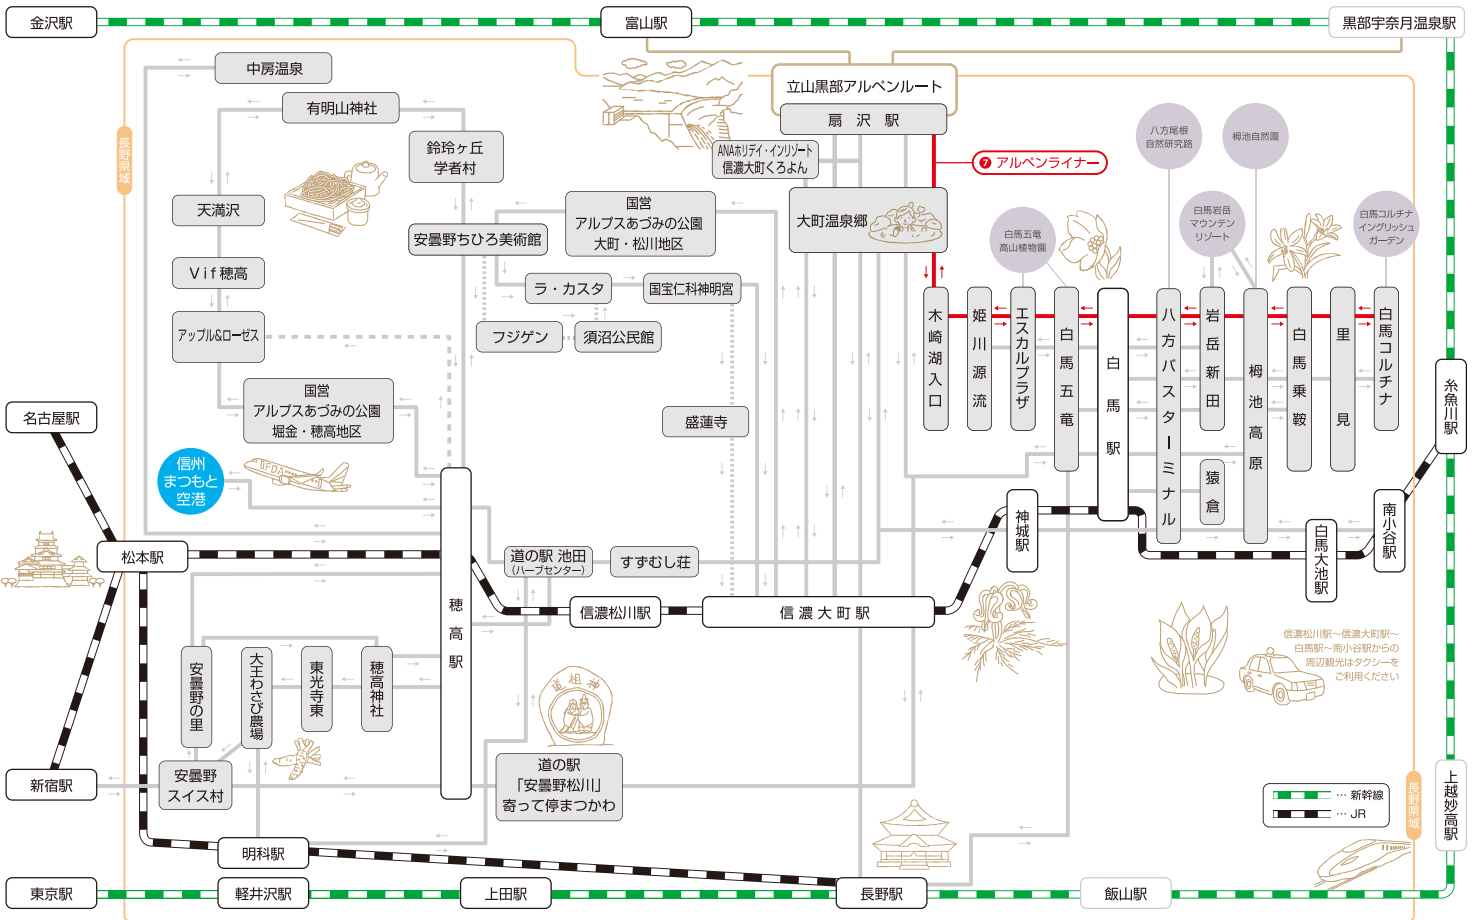 金沢駅
富山駅
黒部宇奈月温泉駅
中房温泉
有明山神社
鈴玲ヶ丘
学者村
立山黒部アルペンルート
扇沢駅
ANAホリデイ・インリゾート
信濃大町くろよん
❼ アルペンライナー
八方尾根
自然研究路
栂池自然園
長野県域
天満沢
安曇野ちひろ美術館
国営
アルプスあづみの公園
大町・松川地区
大町温泉郷
白馬五竜
高山植物園
白馬岩岳
マウンテン
リゾート
白馬コルチナ
イングリッシュ
ガーデン
Vif穂高
ラ・カスタ
国宝仁科神明宮
アップル&ローゼス
フジゲン
須沼公民館
木崎湖入口
姫川源流
エスカルプラザ
白馬五竜
白馬駅
八方バスターミナル
岩岳新田
栂池高原
白馬乗鞍
里見
白馬コルチナ
猿倉
糸魚川駅
名古屋駅
国営
アルプスあづみの公園
堀金・穂高地区
盛蓮寺
信州
まつもと
空港
FDA
松本駅
穂高駅
道の駅 池田
(ハーブセンター)
すずむし荘
神城駅
白馬大池駅
南小谷駅
信濃松川駅
信濃大町駅
安曇野の里
大王わさび農場
東光寺東
穂高神社
道祖神
信濃松川駅〜信濃大町駅〜
白馬駅〜南小谷駅からの
周辺観光はタクシーを
ご利用ください
新宿駅
安曇野
スイス村
道の駅
「安曇野松川」
寄って停まつかわ
… 新幹線
… JR
長野県域
上越妙高駅
明科駅
東京駅
軽井沢駅
上田駅
長野駅
飯山駅